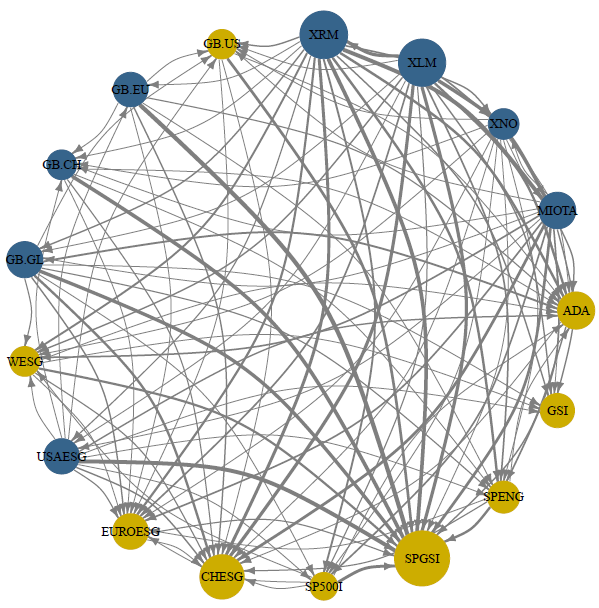 XRM
GB.US
XLM
GB.EU
XNO
GB.CH
MIOTA
GB.GL
ADA
WESG
GSI
USAESG
SPENG
EUROESG
SPGSI
CHESG
SP500I